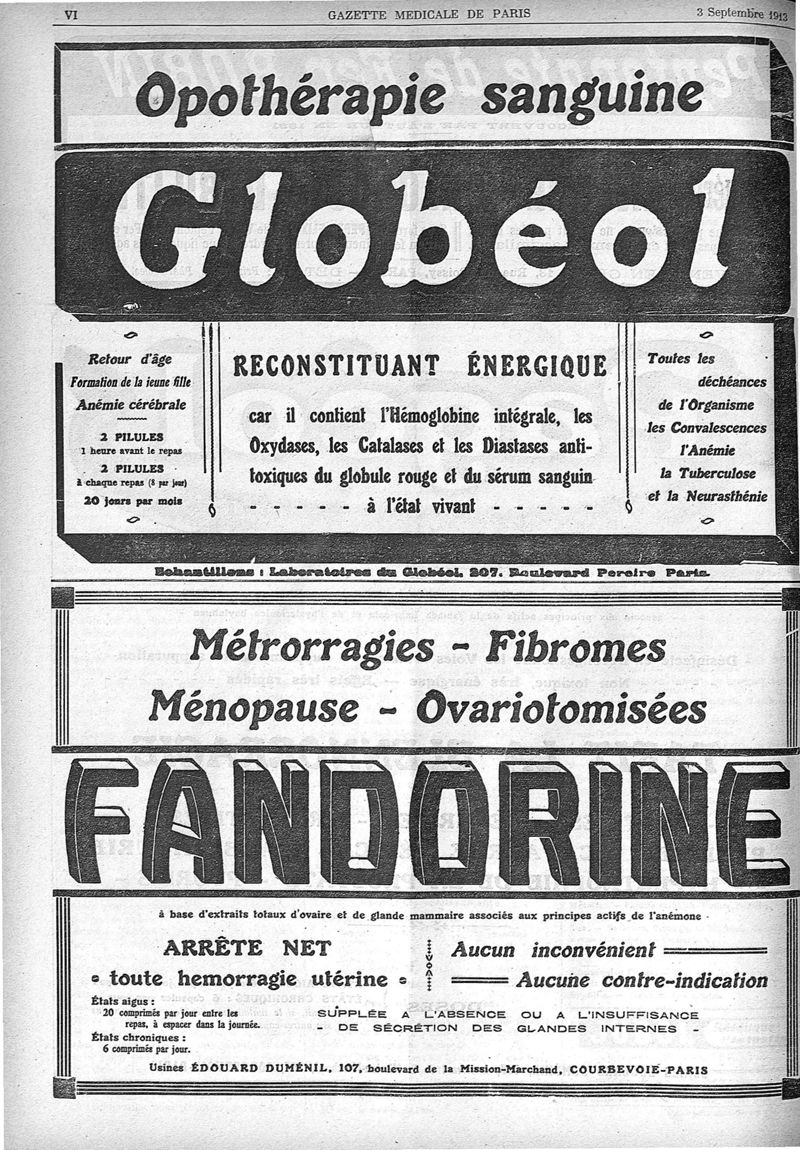 VI
GAZETTE MEDICALE DE PARIS
3 Septembre 1913
Opothérapie sanguine
Globéol
Retour d'âge
Formation de la jeune fille
Anémie cérébrale
2 PILULES
1 heure avant le repas
2 PILULES
à chaque repas (8 par jour)
20 jours par mois
RECONSTITUANT ÉNERGIQUE
car il contient l'Hémoglobine intégrale, les
Oxydases, les Catalases et les Diastases anti-
toxiques du globule rouge et du sérum sanguin
- - - - - à l'état vivant - - - - -
Toutes les
déchéances
de l'Organisme
les Convalescences
l'Anémie
la Tuberculose
et la Neurasthénie
Echantillons : Laboratoires du Globéol, 207, Boulevard Pereire Paris.
Métrorragies - Fibromes
Ménopause - Ovariotomisées
FANDORINE
à base d'extraits totaux d'ovaire et de glande mammaire associés aux principes actifs de l'anémone
ARRÊTE NET
toute hemorragie utérine
Aucun inconvénient
Aucune contre-indication
États aigus :
20 comprimés par jour entre les
repas, à espacer dans la journée.
États chroniques :
6 comprimés par jour.
SUPPLÉE A L'ABSENCE OU A L'INSUFFISANCE
- DE SÉCRÉTION DES GLANDES INTERNES -
Usines ÉDOUARD DUMÉNIL, 107, boulevard de la Mission-Marchand, COURBEVOIE-PARIS